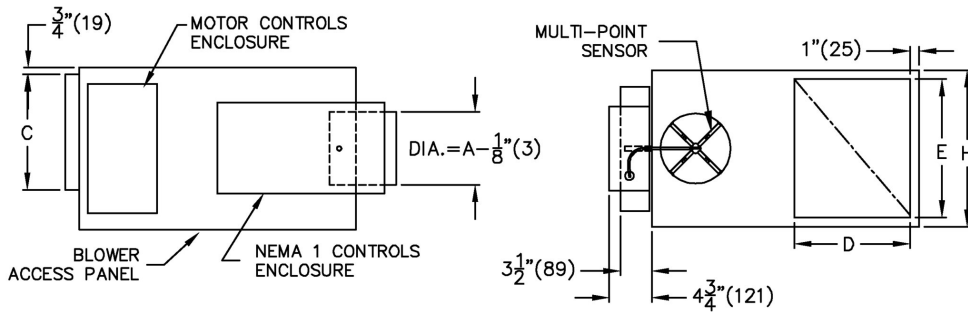 3/4"(19)
MOTOR CONTROLS
ENCLOSURE
C
DIA.=A-1/8"(3)
BLOWER
ACCESS PANEL
NEMA 1 CONTROLS
ENCLOSURE
MULTI-POINT
SENSOR
1"(25)
E
H
D
3 1/2"(89)
4 3/4"(121)